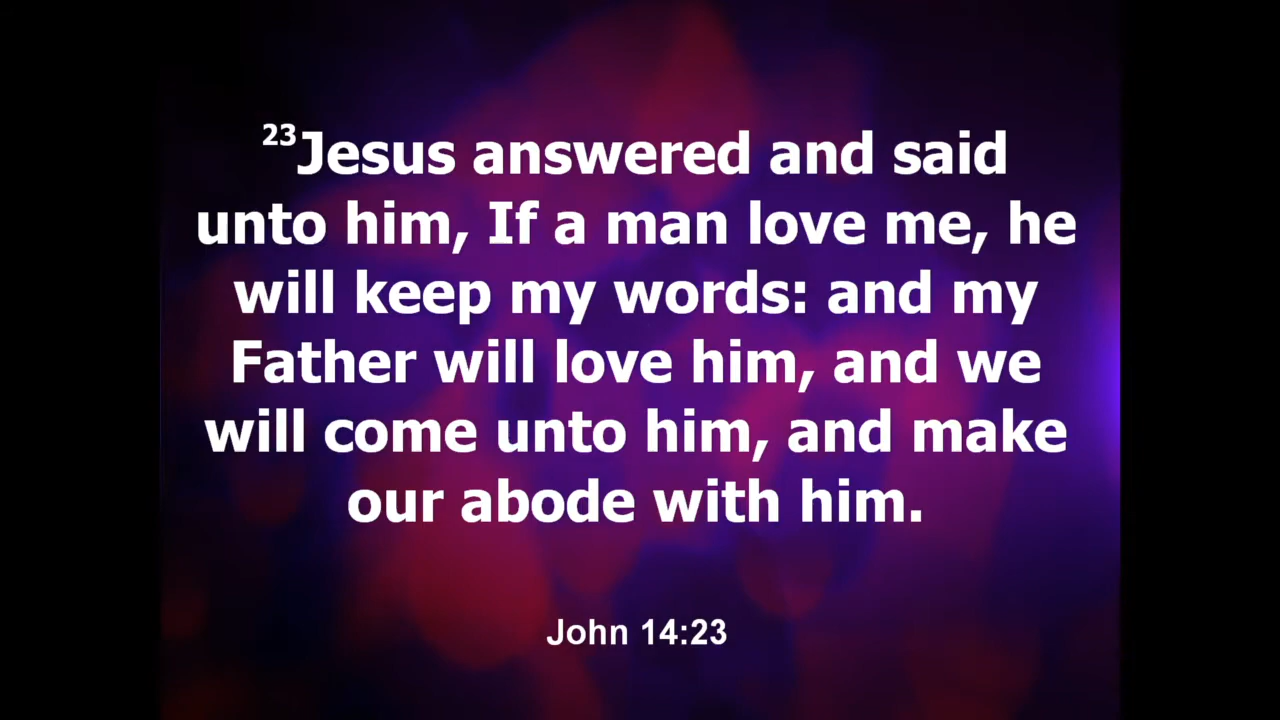 23Jesus answered and said
unto him, If a man love me, he
will keep my words: and my
Father will love him, and we
will come unto him, and make
our abode with him.
John 14:23